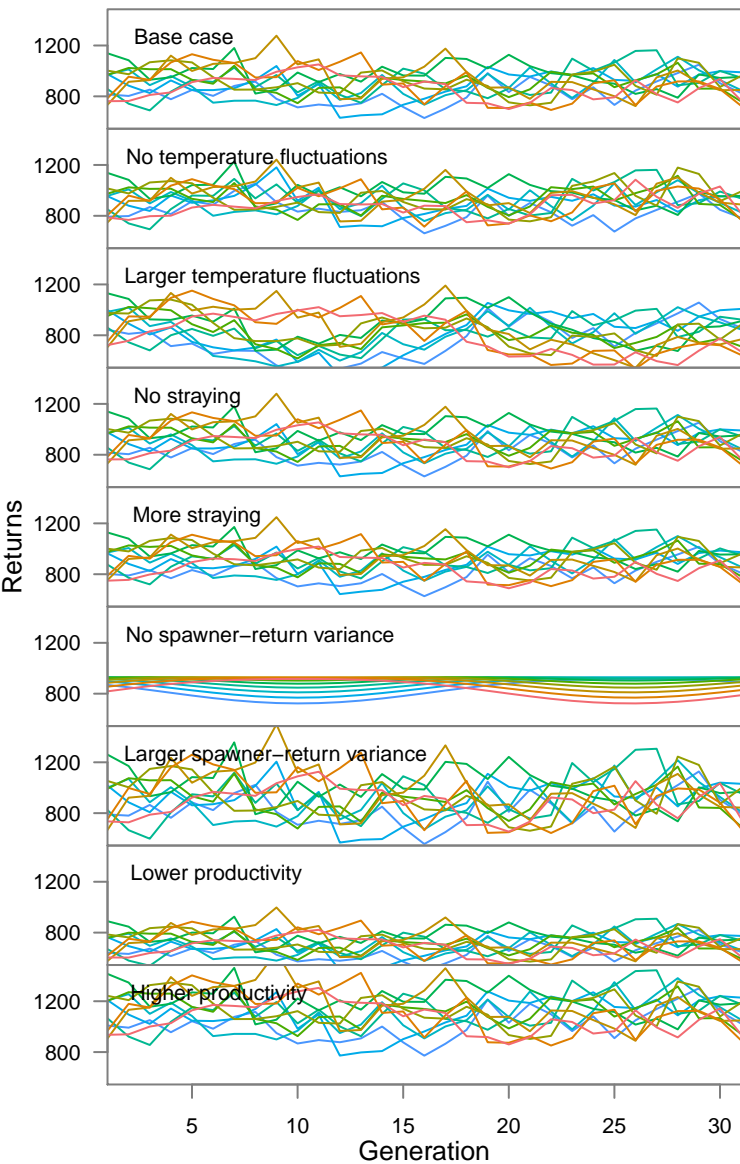 Base case
1200
800
No temperature fluctuations
1200
800
Larger temperature fluctuations
1200
800
No straying
1200
800
Returns
More straying
1200
800
No spawner−return variance
1200
800
Larger spawner−return variance
1200
800
Lower productivity
1200
800
Higher productivity
1200
800
5 10 15 20 25 30
Generation